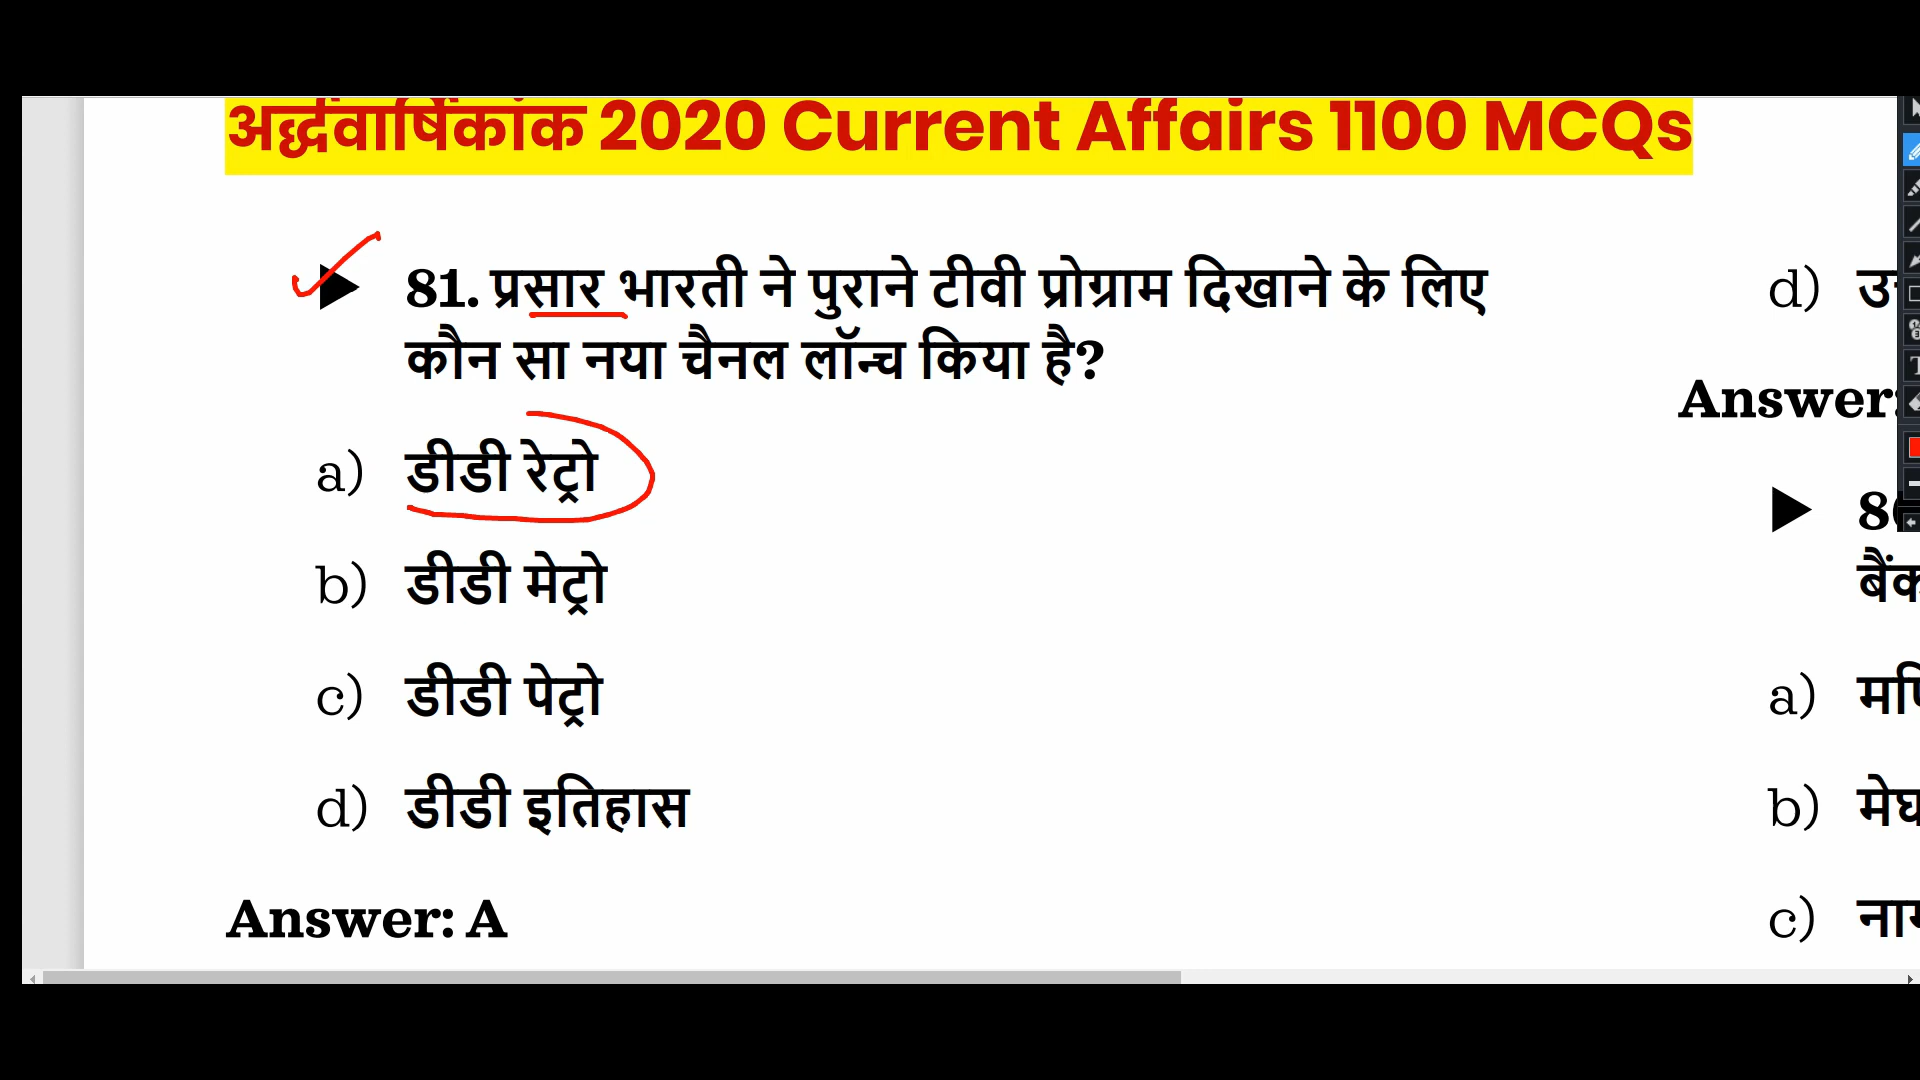 अर्द्धवार्षिकांक 2020 Current Affairs 1100 MCQs
81. प्रसार भारती ने पुराने टीवी प्रोग्राम दिखाने के लिए
कौन सा नया चैनल लॉन्च किया है?
a) डीडी रेट्रो
b) डीडी मेट्रो
c) डीडी पेट्रो
d) डीडी इतिहास
Answer: A
d)
Answer:
a)
b)
c)